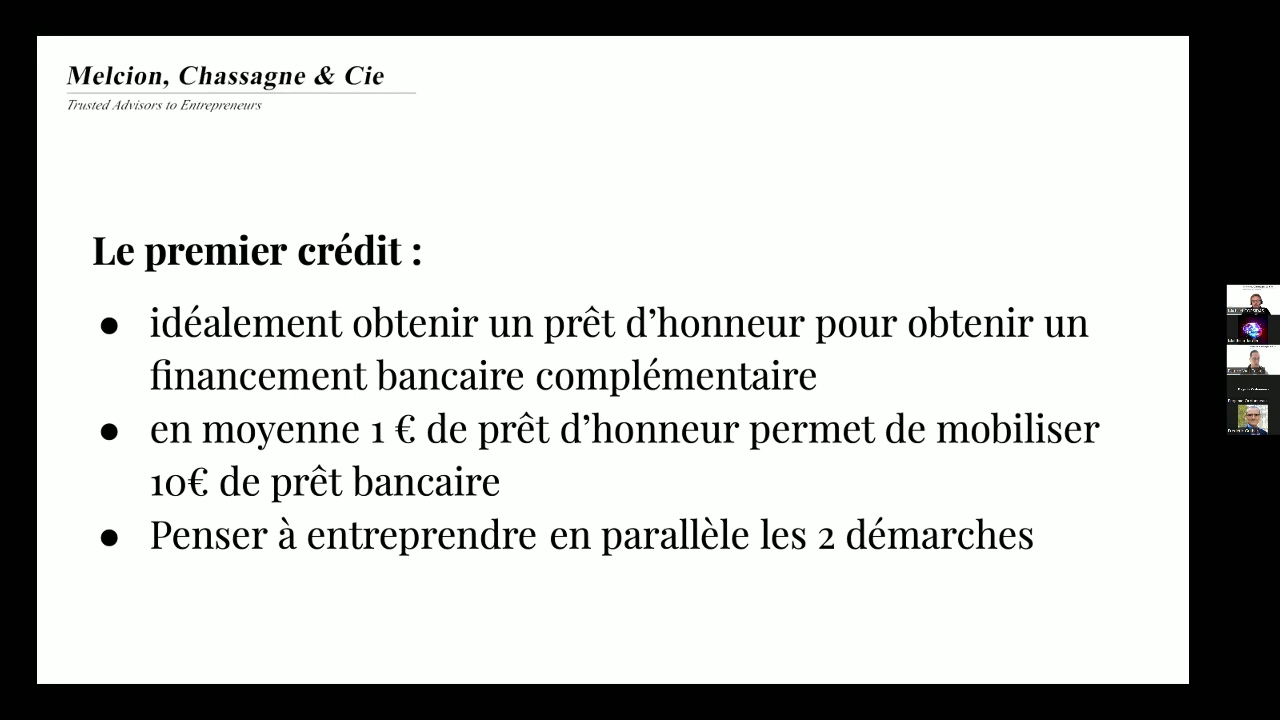 Melcion, Chassagne & Cie
Trusted Advisors to Entrepreneurs
Le premier crédit :
● idéalement obtenir un prêt d’honneur pour obtenir un
financement bancaire complémentaire
● en moyenne 1 € de prêt d’honneur permet de mobiliser
10€ de prêt bancaire
● Penser à entreprendre en parallèle les 2 démarches